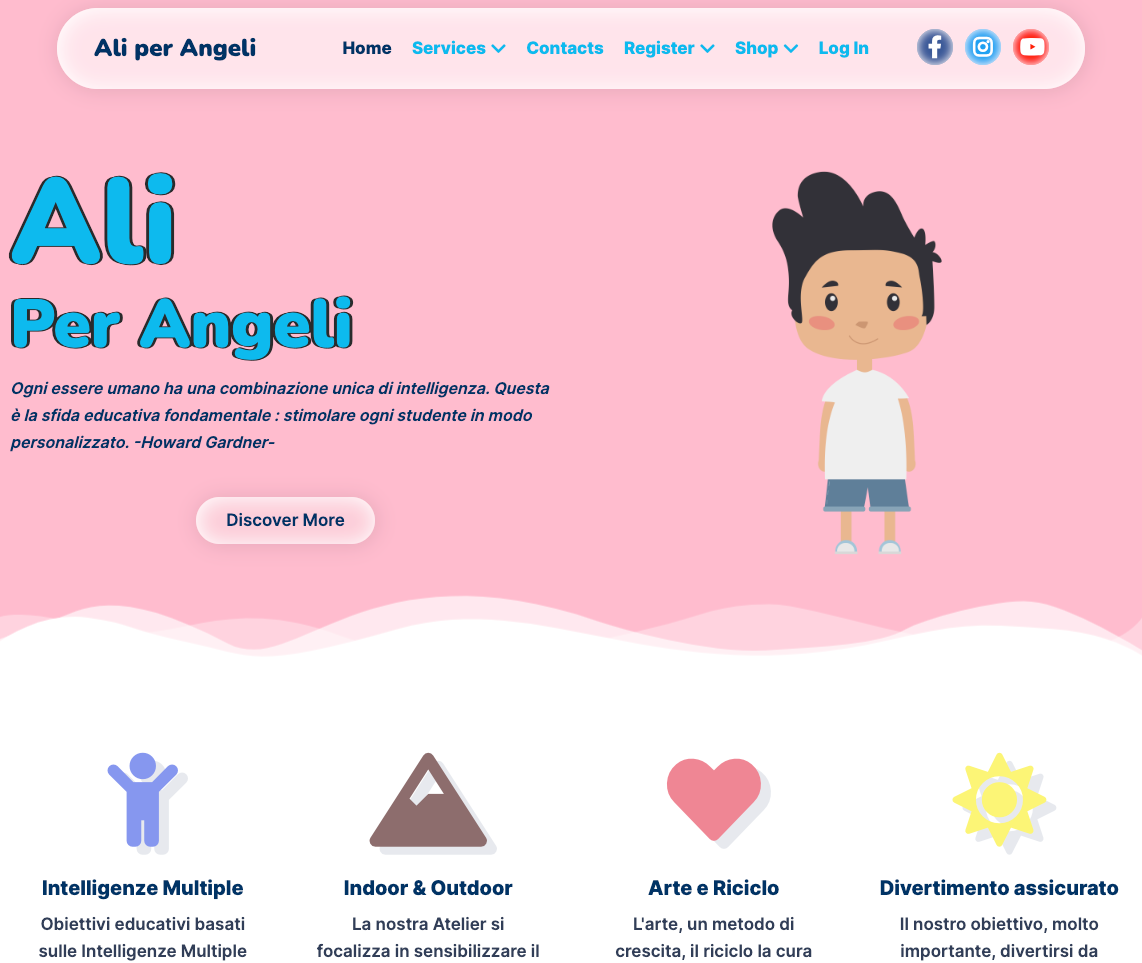 Ali per Angeli
Home Services Contacts Register Shop Log In
Ali
Per Angeli
Ogni essere umano ha una combinazione unica di intelligenza. Questa
è la sfida educativa fondamentale : stimolare ogni studente in modo
personalizzato. -Howard Gardner-
Discover More
Intelligenze Multiple
Obiettivi educativi basati
sulle Intelligenze Multiple
Indoor & Outdoor
La nostra Atelier si
focalizza in sensibilizzare il
Arte e Riciclo
L'arte, un metodo di
crescita, il riciclo la cura
Divertimento assicurato
Il nostro obiettivo, molto
importante, divertirsi da